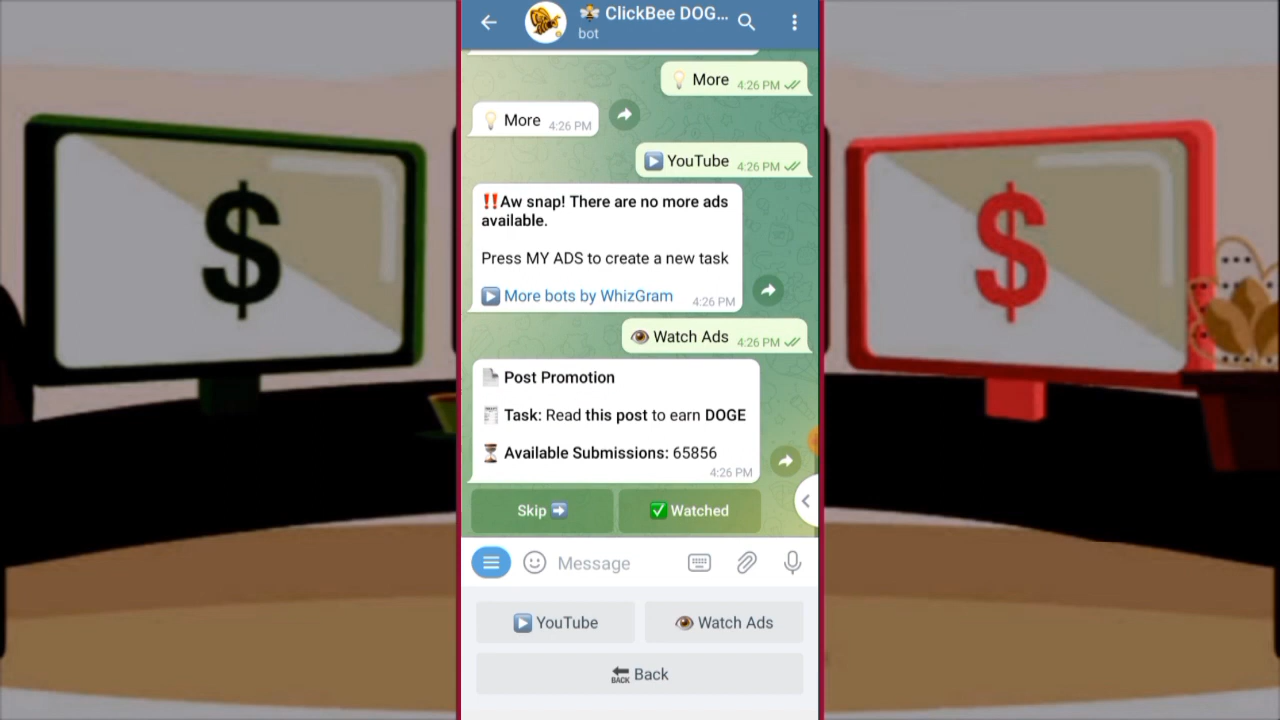 ClickBee DOG...
bot
More 4:26 PM
More 4:26 PM
YouTube 4:26 PM
‼️Aw snap! There are no more ads
available.
Press MY ADS to create a new task
More bots by WhizGram 4:26 PM
Watch Ads 4:26 PM
Post Promotion
Task: Read this post to earn DOGE
Available Submissions: 65856
4:26 PM
Skip
Watched
Message
YouTube
Watch Ads
BACK Back
$
$